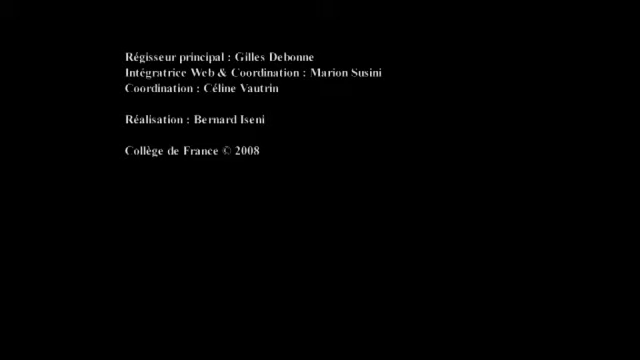 Régisseur principal : Gilles Debonne
Intégratrice Web & Coordination : Marion Susini
Coordination : Céline Vautrin
Réalisation : Bernard Iseni
Collège de France © 2008